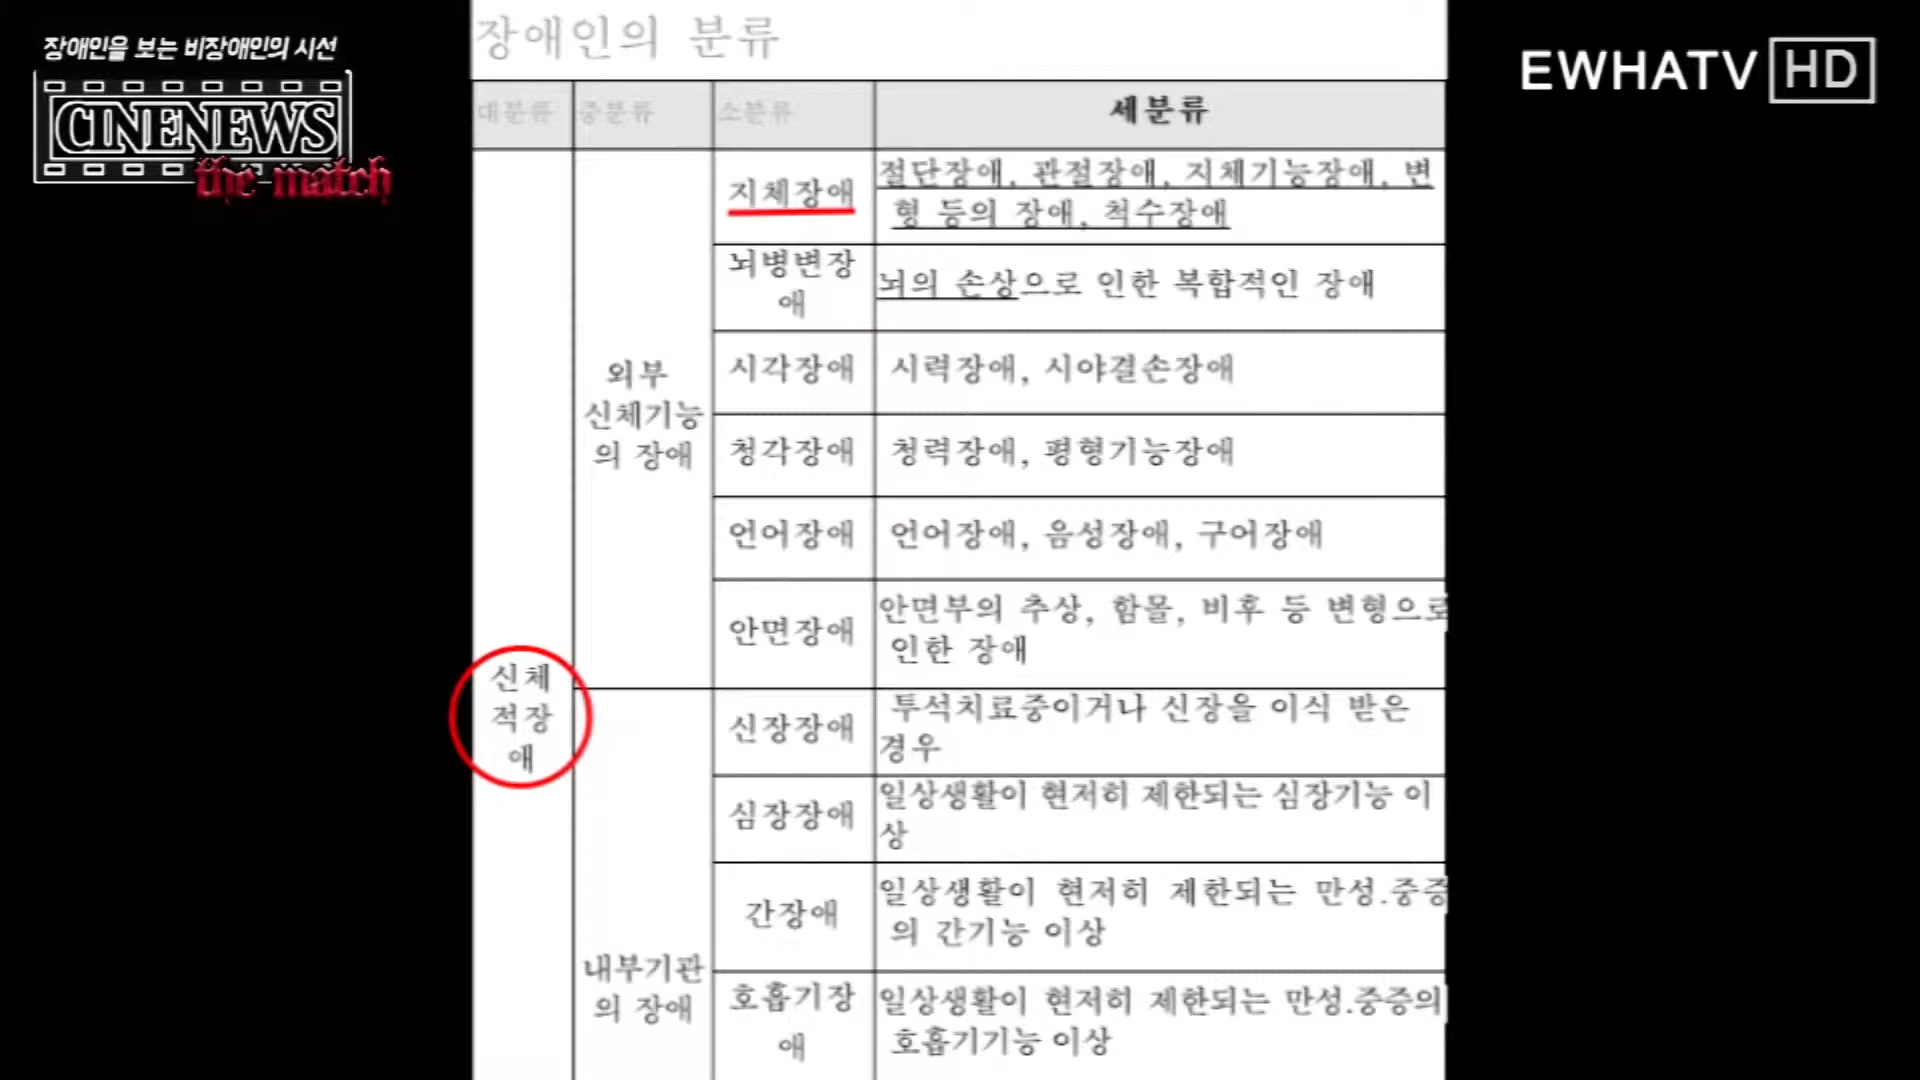 장애인을 보는 비장애인의 시선
CINENEWS
the match
EWHATV HD
장애인의 분류
대분류 중분류 소분류 세분류
신체
적장
애
외부
신체기능
의 장애
지체장애
절단장애, 관절장애, 지체기능장애, 변
형 등의 장애, 척수장애
뇌병변장
애
뇌의 손상으로 인한 복합적인 장애
시각장애
시력장애, 시야결손장애
청각장애
청력장애, 평형기능장애
언어장애
언어장애, 음성장애, 구어장애
안면장애
안면부의 추상, 함몰, 비후 등 변형으로
인한 장애
내부기관
의 장애
신장장애
투석치료중이거나 신장을 이식 받은
경우
심장장애
일상생활이 현저히 제한되는 심장기능 이
상
간장애
일상생활이 현저히 제한되는 만성.중증
의 간기능 이상
호흡기장
애
일상생활이 현저히 제한되는 만성.중증의
호흡기기능 이상